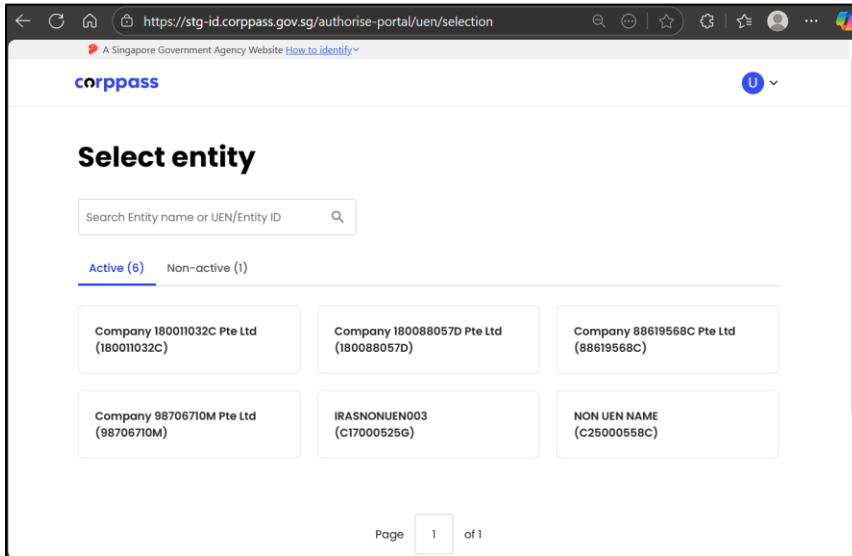 https://stg-id.corppass.gov.sg/authorise-portal/uen/selection
A Singapore Government Agency Website How to identify
corppass
U
Select entity
Search Entity name or UEN/Entity ID
Active (6) Non-active (1)
Company 180011032C Pte Ltd
(180011032C)
Company 180088057D Pte Ltd
(180088057D)
Company 88619568C Pte Ltd
(88619568C)
Company 98706710M Pte Ltd
(98706710M)
IRASNONUEN003
(C17000525G)
NON UEN NAME
(C25000558C)
Page 1 of 1